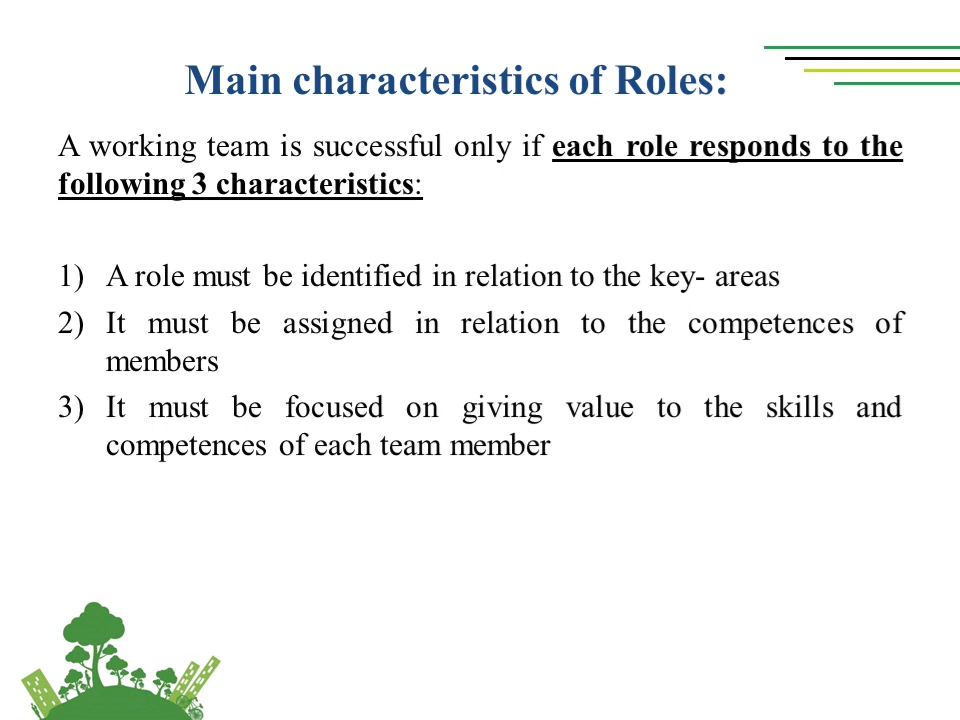 Main characteristics of Roles:
A working team is successful only if each role responds to the
following 3 characteristics:
1) A role must be identified in relation to the key- areas
2) It must be assigned in relation to the competences of
members
3) It must be focused on giving value to the skills and
competences of each team member